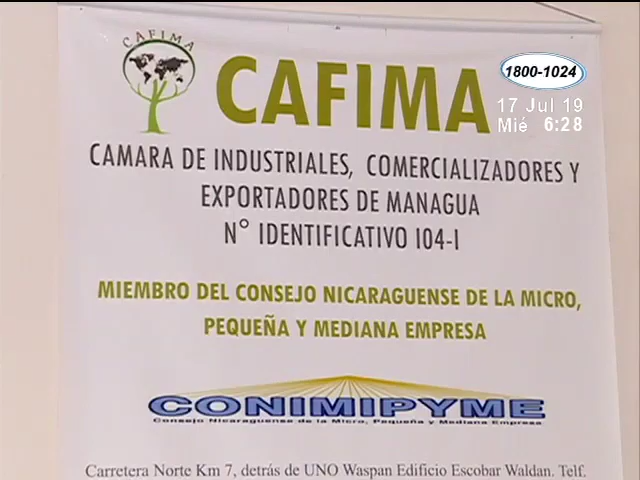 CAFIMA
CAFIMA
1800-1024
17 Jul 19
Mié 6:28
CAMARA DE INDUSTRIALES, COMERCIALIZADORES Y
EXPORTADORES DE MANAGUA
N° IDENTIFICATIVO 104-I
MIEMBRO DEL CONSEJO NICARAGUENSE DE LA MICRO,
PEQUEÑA Y MEDIANA EMPRESA
CONIMIPYME
Consejo Nicaraguense de la Micro, Pequeña y Mediana Empresa
Carretera Norte Km 7, detrás de UNO Waspan Edificio Escobar Waldan. Telf.